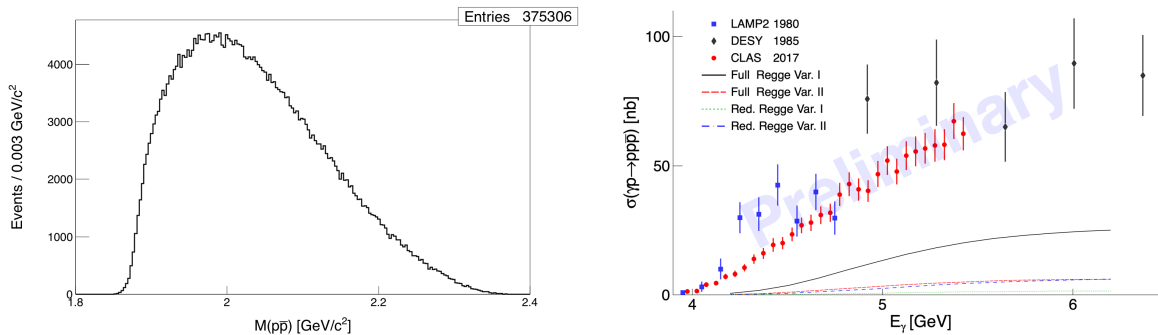 Entries 375306
Events / 0.003 GeV/c²
4000
3000
2000
1000
0
1.8
2
2.2
2.4
M(pp̅) [GeV/c²]
σ(γp→ppp̅) [nb]
100
50
0
LAMP2 1980
DESY 1985
CLAS 2017
Full Regge Var. I
Full Regge Var. II
Red. Regge Var. I
Red. Regge Var. II
Preliminary
4
5
6
E_γ [GeV]